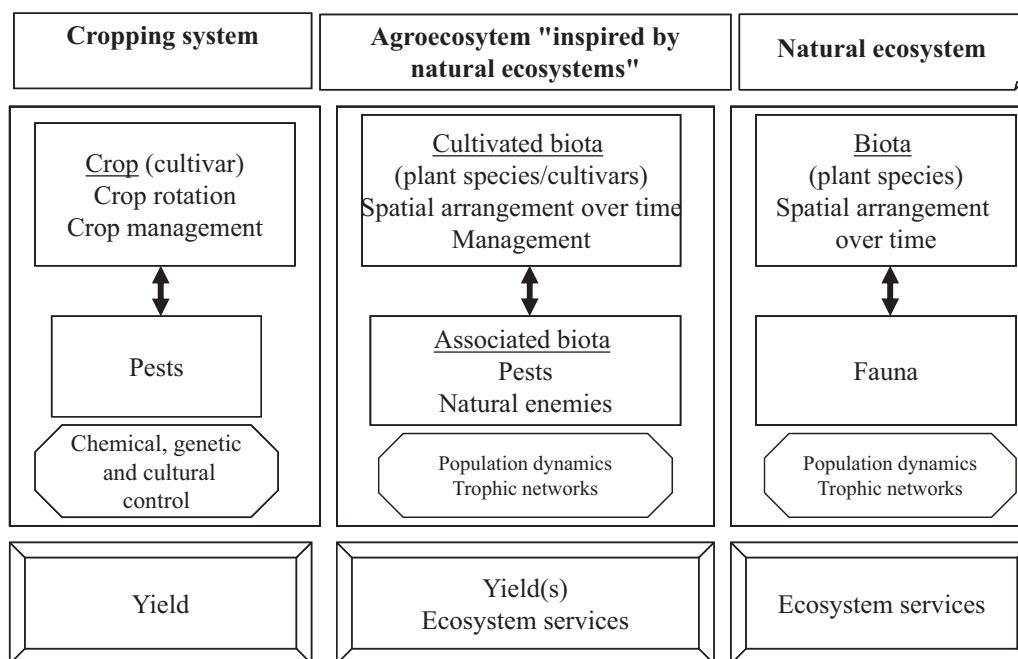 Cropping system
Agroecosytem "inspired by
natural ecosystems"
Natural ecosystem
Crop (cultivar)
Crop rotation
Crop management
Pests
Chemical, genetic
and cultural
control
Yield
Cultivated biota
(plant species/cultivars)
Spatial arrangement over time
Management
Associated biota
Pests
Natural enemies
Population dynamics
Trophic networks
Yield(s)
Ecosystem services
Biota
(plant species)
Spatial arrangement
over time
Fauna
Population dynamics
Trophic networks
Ecosystem services